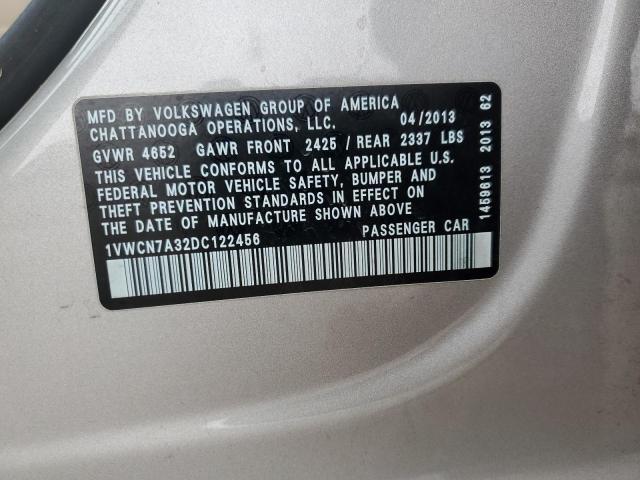 MFD BY VOLKSWAGEN GROUP OF AMERICA
CHATTANOOGA OPERATIONS, LLC. 04/2013
GVWR 4652 GAWR FRONT 2425 / REAR 2337 LBS
THIS VEHICLE CONFORMS TO ALL APPLICABLE U.S.
FEDERAL MOTOR VEHICLE SAFETY, BUMPER AND
THEFT PREVENTION STANDARDS IN EFFECT ON
THE DATE OF MANUFACTURE SHOWN ABOVE.
1VWCN7A32DC122456 PASSENGER CAR
1459613 2013 62